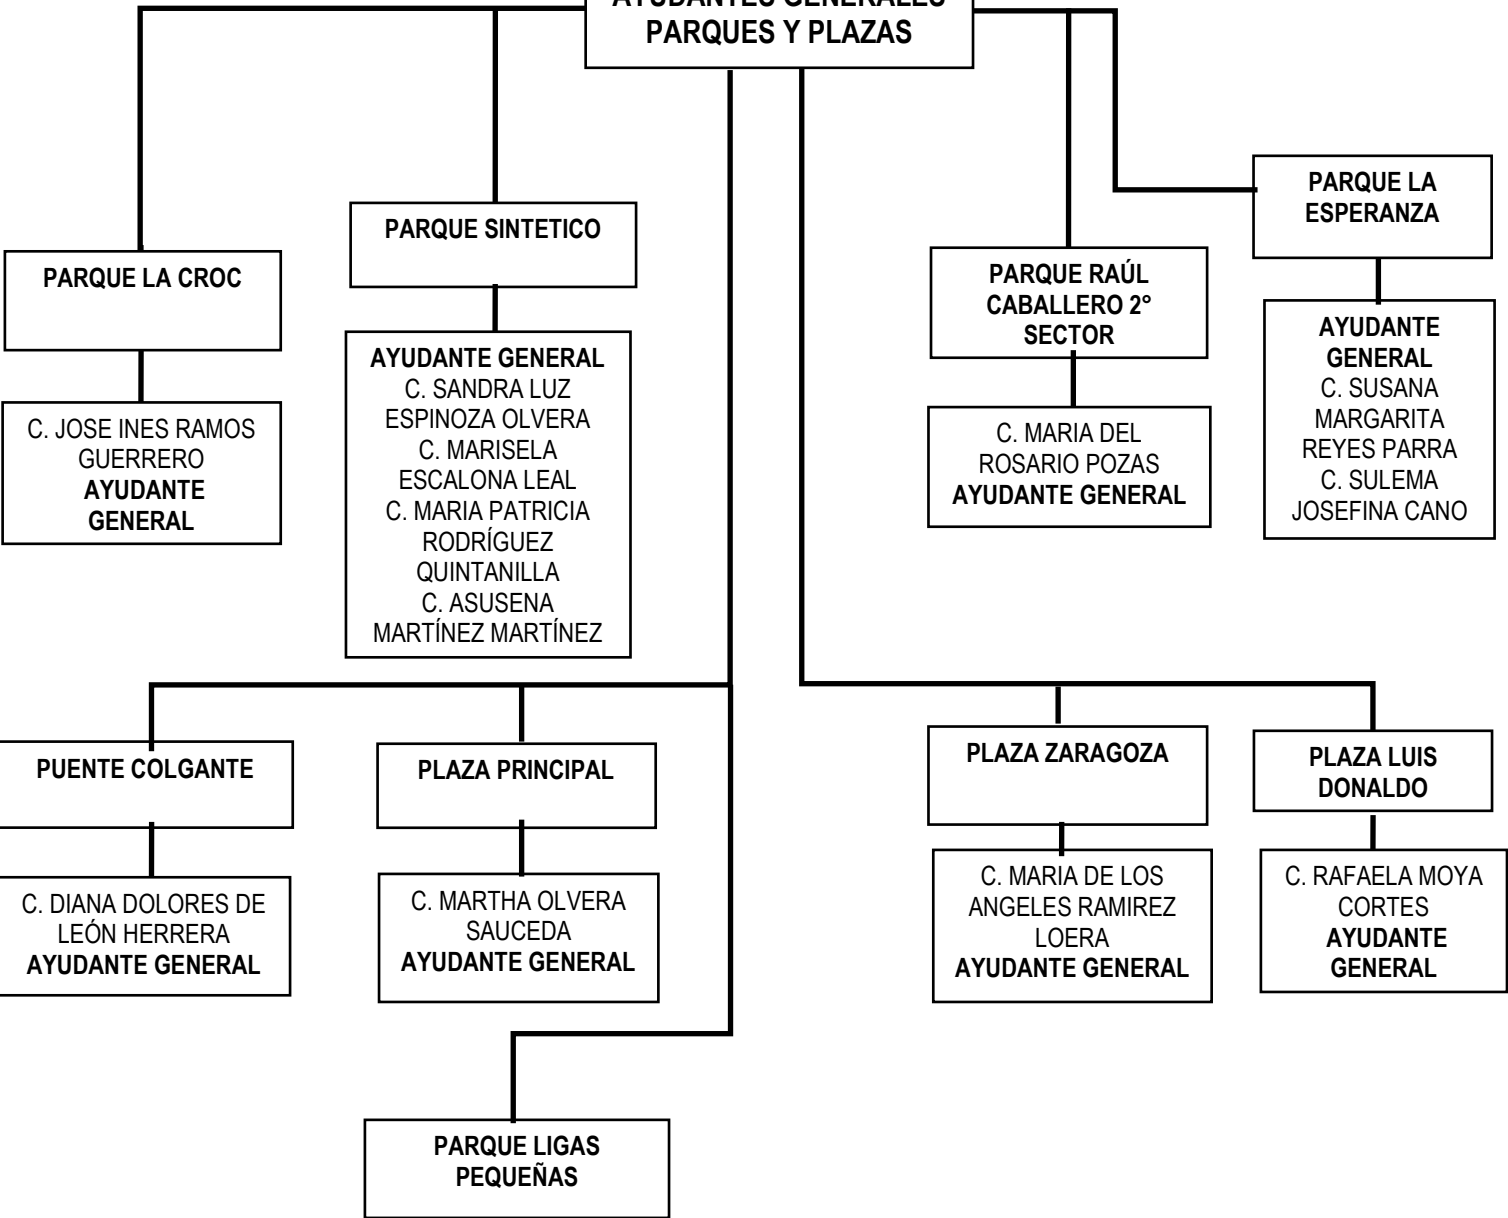 AYUDANTES GENERALES
PARQUES Y PLAZAS
PARQUE LA CROC
C. JOSE INES RAMOS
GUERRERO
AYUDANTE
GENERAL
PARQUE SINTETICO
AYUDANTE GENERAL
C. SANDRA LUZ
ESPINOZA OLVERA
C. MARISELA
ESCALONA LEAL
C. MARIA PATRICIA
RODRÍGUEZ
QUINTANILLA
C. ASUSENA
MARTÍNEZ MARTÍNEZ
PARQUE RAÚL
CABALLERO 2°
SECTOR
C. MARIA DEL
ROSARIO POZAS
AYUDANTE GENERAL
PARQUE LA
ESPERANZA
AYUDANTE
GENERAL
C. SUSANA
MARGARITA
REYES PARRA
C. SULEMA
JOSEFINA CANO
PUENTE COLGANTE
C. DIANA DOLORES DE
LEÓN HERRERA
AYUDANTE GENERAL
PLAZA PRINCIPAL
C. MARTHA OLVERA
SAUCEDA
AYUDANTE GENERAL
PLAZA ZARAGOZA
C. MARIA DE LOS
ANGELES RAMIREZ
LOERA
AYUDANTE GENERAL
PLAZA LUIS
DONALDO
C. RAFAELA MOYA
CORTES
AYUDANTE
GENERAL
PARQUE LIGAS
PEQUEÑAS